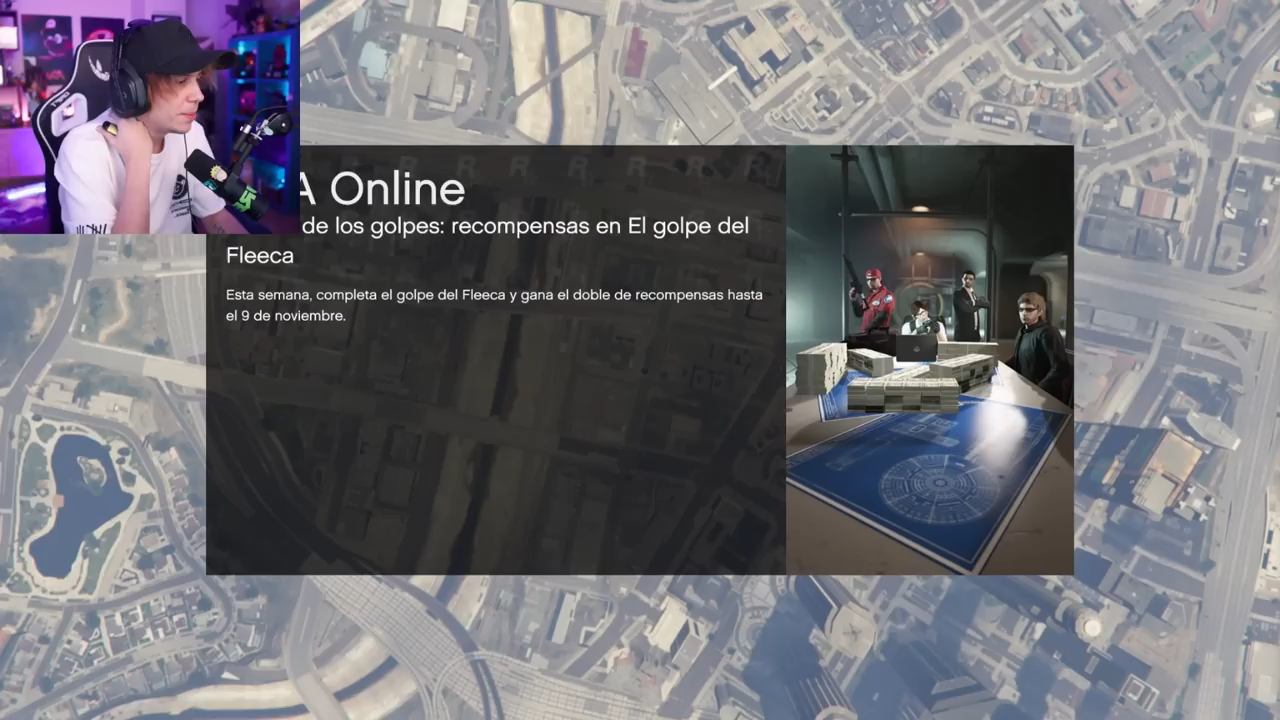 A Online
de los golpes: recompensas en El golpe del
Fleeca
Esta semana, completa el golpe del Fleeca y gana el doble de recompensas hasta
el 9 de noviembre.